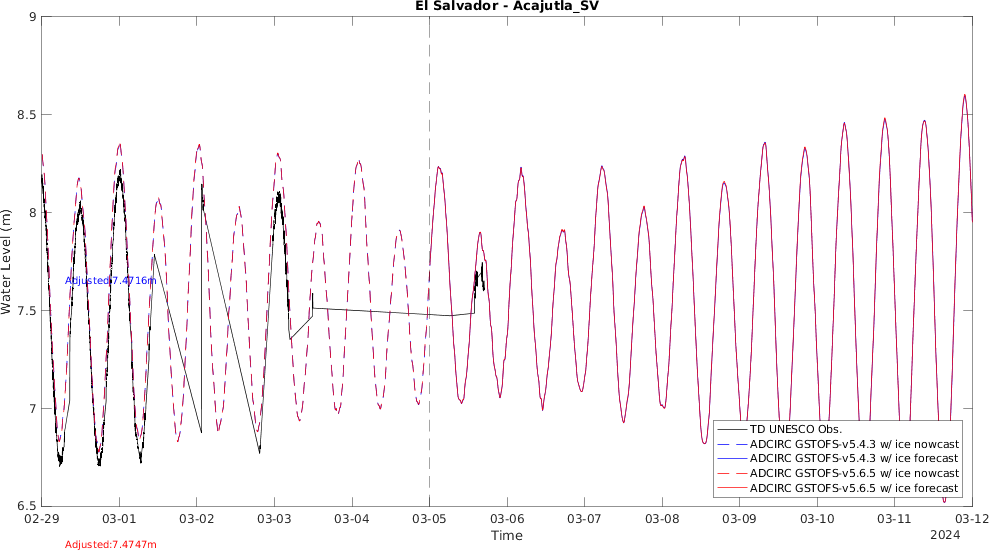 El Salvador - Acajutla_SV
9
8.5
8
7.5
7
6.5
Water Level (m)
Adjusted:7.4716m
TD UNESCO Obs.
ADCIRC GSTOFS-v5.4.3 w/ ice nowcast
ADCIRC GSTOFS-v5.4.3 w/ ice forecast
ADCIRC GSTOFS-v5.6.5 w/ ice nowcast
ADCIRC GSTOFS-v5.6.5 w/ ice forecast
02-29 03-01 03-02 03-03 03-04 03-05 03-06 03-07 03-08 03-09 03-10 03-11 03-12
Time
2024
Adjusted:7.4747m